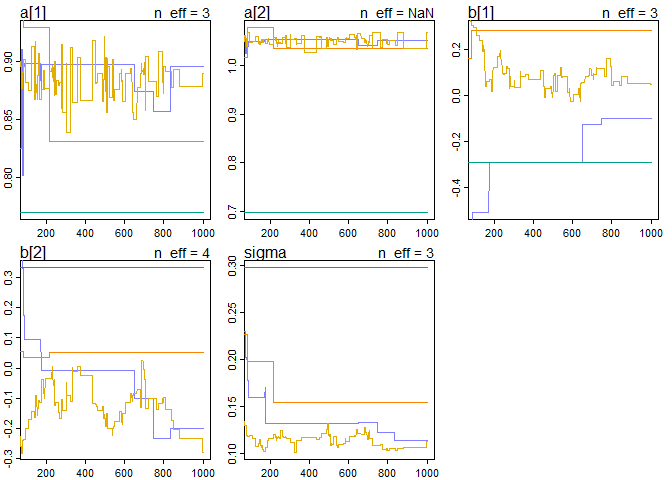 a[1] n_eff = 3
0.80 0.85 0.90
200 400 600 800 1000
a[2] n_eff = NaN
0.7 0.8 0.9 1.0
200 400 600 800 1000
b[1] n_eff = 3
-0.4 -0.2 0.0 0.2
200 400 600 800 1000
b[2] n_eff = 4
-0.3 -0.2 -0.1 0.0 0.1 0.2 0.3
200 400 600 800 1000
sigma n_eff = 3
0.10 0.15 0.20 0.25 0.30
200 400 600 800 1000